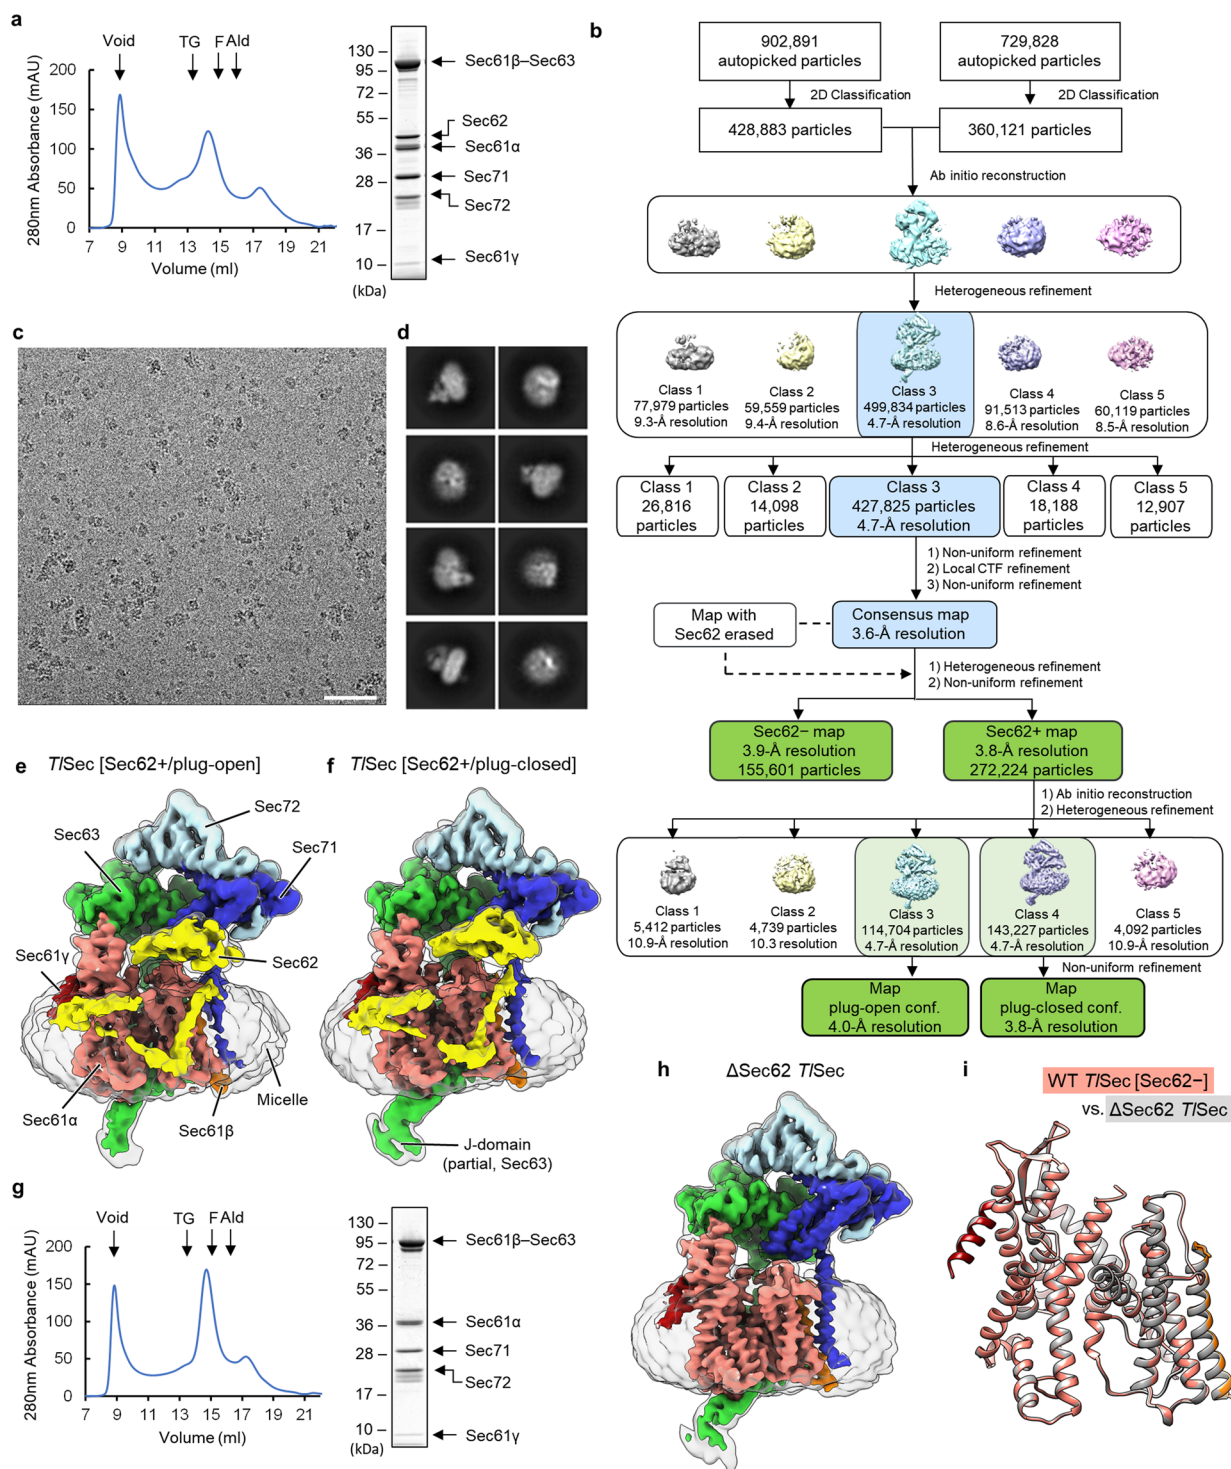 a
Void
TG
F
Ald
200
150
100
50
0
280nm Absorbance (mAU)
7
9
11
13
15
17
19
21
Volume (ml)
130
95
72
55
36
28
17
10
(kDa)
Sec61β–Sec63
Sec62
Sec61α
Sec71
Sec72
Sec61γ
b
902,891
autopicked particles
729,828
autopicked particles
2D Classification
2D Classification
428,883 particles
360,121 particles
Ab initio reconstruction
Heterogeneous refinement
Class 1
77,979 particles
9.3-Å resolution
Class 2
59,559 particles
9.4-Å resolution
Class 3
499,834 particles
4.7-Å resolution
Class 4
91,513 particles
8.6-Å resolution
Class 5
60,119 particles
8.5-Å resolution
Heterogeneous refinement
Class 1
26,816
particles
Class 2
14,098
particles
Class 3
427,825 particles
4.7-Å resolution
Class 4
18,188
particles
Class 5
12,907
particles
1) Non-uniform refinement
2) Local CTF refinement
3) Non-uniform refinement
Map with
Sec62 erased
Consensus map
3.6-Å resolution
1) Heterogeneous refinement
2) Non-uniform refinement
Sec62− map
3.9-Å resolution
155,601 particles
Sec62+ map
3.8-Å resolution
272,224 particles
1) Ab initio reconstruction
2) Heterogeneous refinement
Class 1
5,412 particles
10.9-Å resolution
Class 2
4,739 particles
10.3 resolution
Class 3
114,704 particles
4.7-Å resolution
Class 4
143,227 particles
4.7-Å resolution
Class 5
4,092 particles
10.9-Å resolution
Non-uniform refinement
Map
plug-open conf.
4.0-Å resolution
Map
plug-closed conf.
3.8-Å resolution
c
d
e
TlSec [Sec62+/plug-open]
Sec72
Sec63
Sec71
Sec61γ
Sec62
Sec61α
Sec61β
Micelle
f
TlSec [Sec62+/plug-closed]
J-domain
(partial, Sec63)
g
Void
TG
F
Ald
200
150
100
50
0
280nm Absorbance (mAU)
7
9
11
13
15
17
19
21
Volume (ml)
130
95
72
55
36
28
17
10
(kDa)
Sec61β–Sec63
Sec61α
Sec71
Sec72
Sec61γ
h
ΔSec62 TlSec
i
WT TlSec [Sec62−]
vs. ΔSec62 TlSec